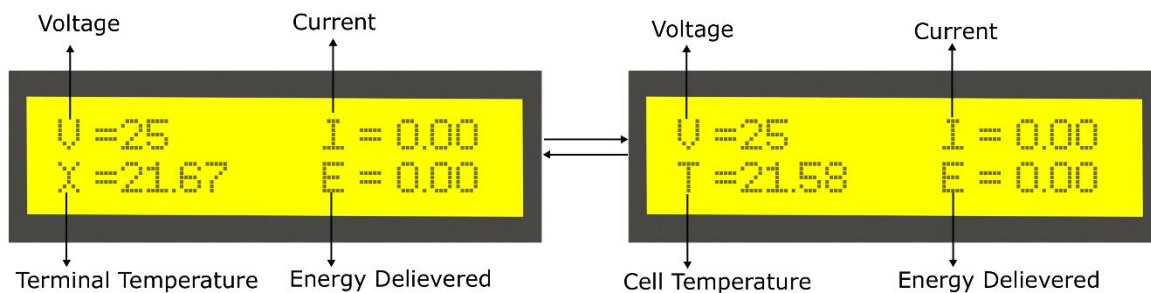 Voltage Current
V =25 I = 0.00
X =21.67 E = 0.00
Terminal Temperature Energy Delievered
Voltage Current
V =25 I = 0.00
T =21.58 E = 0.00
Cell Temperature Energy Delievered